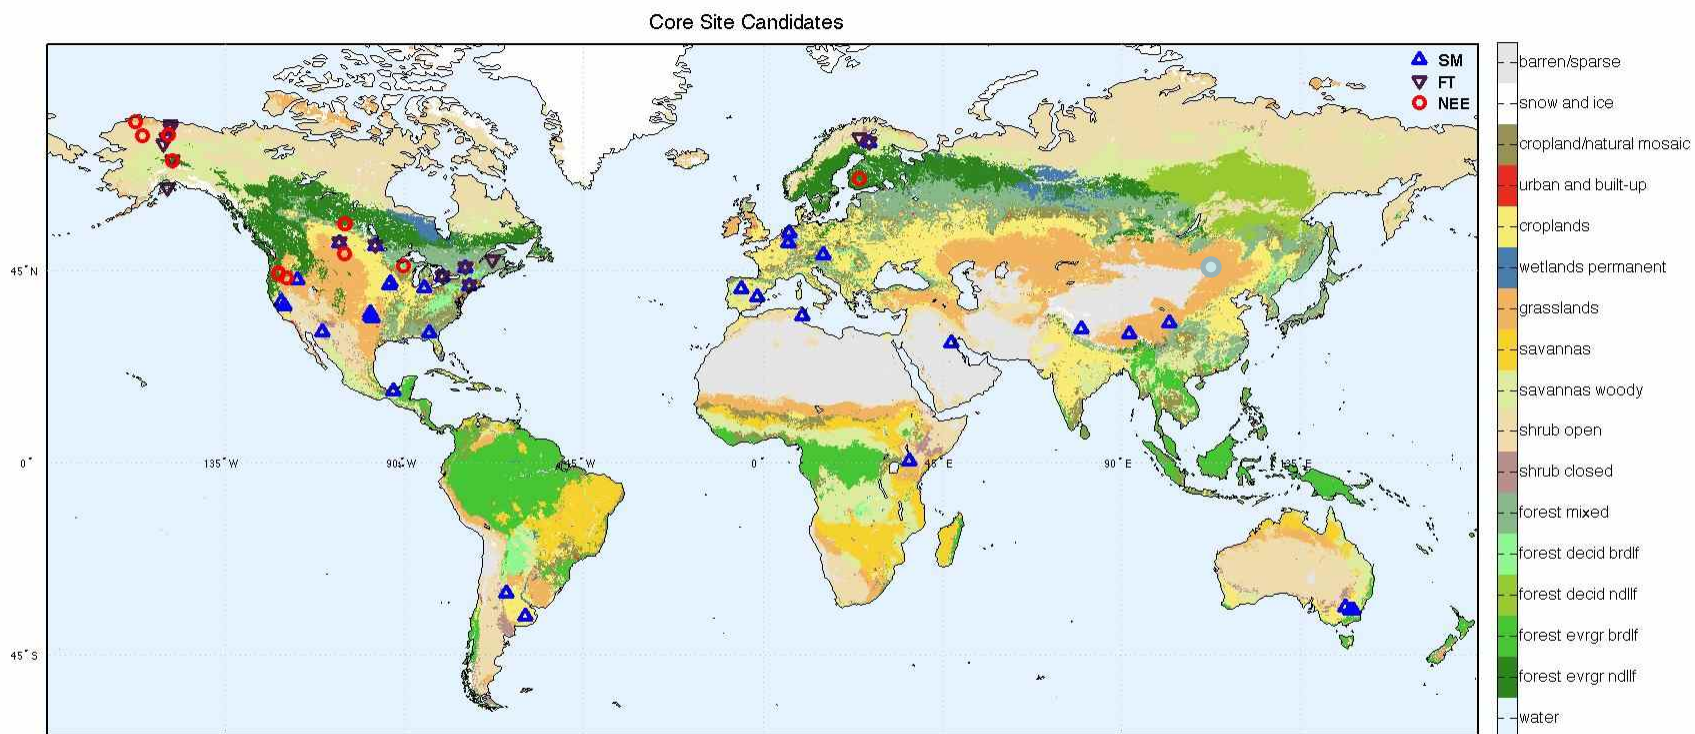 Core Site Candidates
SM
FT
NEE
barren/sparse
snow and ice
cropland/natural mosaic
urban and built-up
croplands
wetlands permanent
grasslands
savannas
savannas woody
shrub open
shrub closed
forest mixed
forest decid brdlf
forest decid ndllf
forest evrgr brdlf
forest evrgr ndllf
water
45°N
0°
45°S
135°W
90°W
45°W
0°
45°E
90°E
135°E